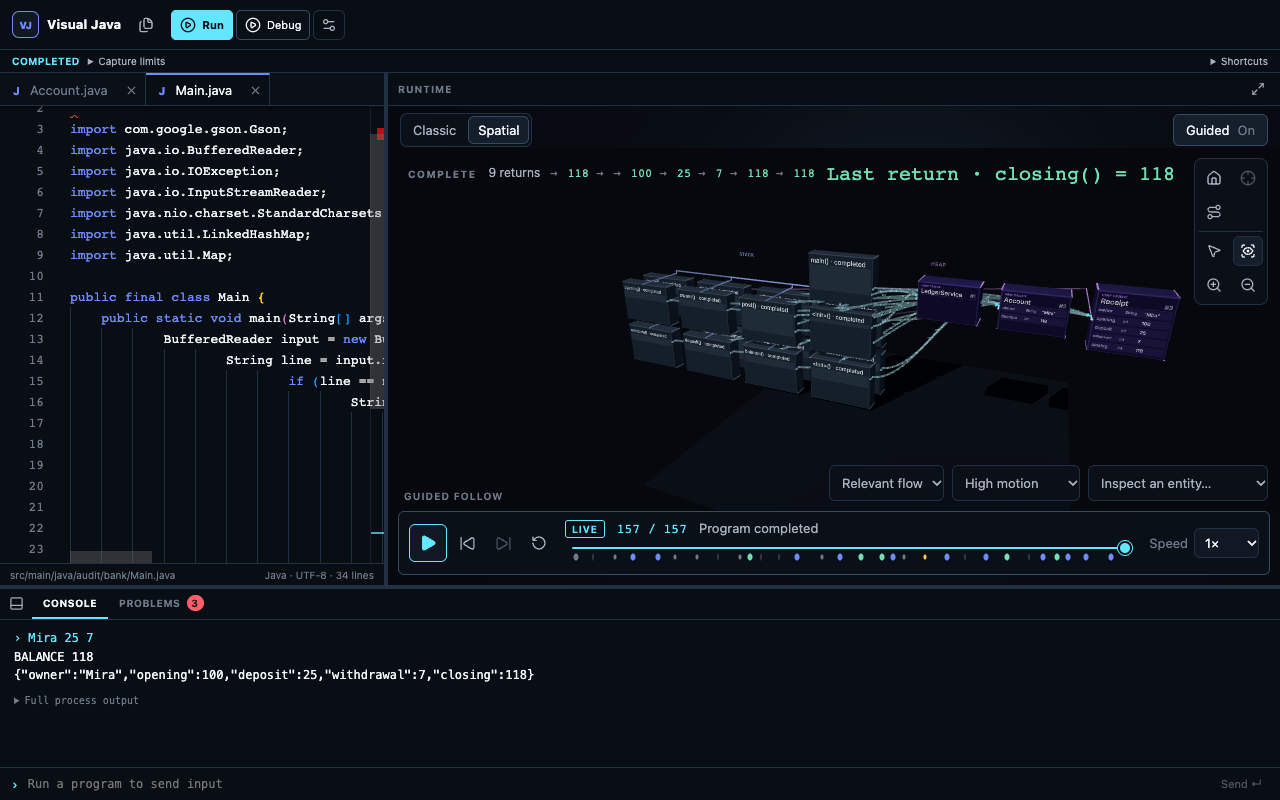 VJ Visual Java Run Debug
COMPLETED Capture limits Shortcuts
J Account.java J Main.java
RUNTIME
Classic Spatial Guided On
2
3 import com.google.gson.Gson;
4 import java.io.BufferedReader;
5 import java.io.IOException;
6 import java.io.InputStreamReader;
7 import java.nio.charset.StandardCharsets
8 import java.util.LinkedHashMap;
9 import java.util.Map;
10
11 public final class Main {
12 public static void main(String[] arg
13 BufferedReader input = new Bu
14 String line = input.
15 if (line ==
16 Strin
17
18
19
20
21
22
23
src/main/java/audit/bank/Main.java Java · UTF-8 · 34 lines
COMPLETE 9 returns → 118 → → 100 → 25 → 7 → 118 → 118 Last return · closing() = 118
STACK
HEAP
main() · completed
post() · completed
<init>() · completed
<init>() · completed
LedgerService
Account
Receipt
GUIDED FOLLOW
Relevant flow High motion Inspect an entity...
LIVE 157 / 157 Program completed
Speed 1×
CONSOLE PROBLEMS 3
› Mira 25 7
BALANCE 118
{"owner":"Mira","opening":100,"deposit":25,"withdrawal":7,"closing":118}
Full process output
› Run a program to send input Send ↵